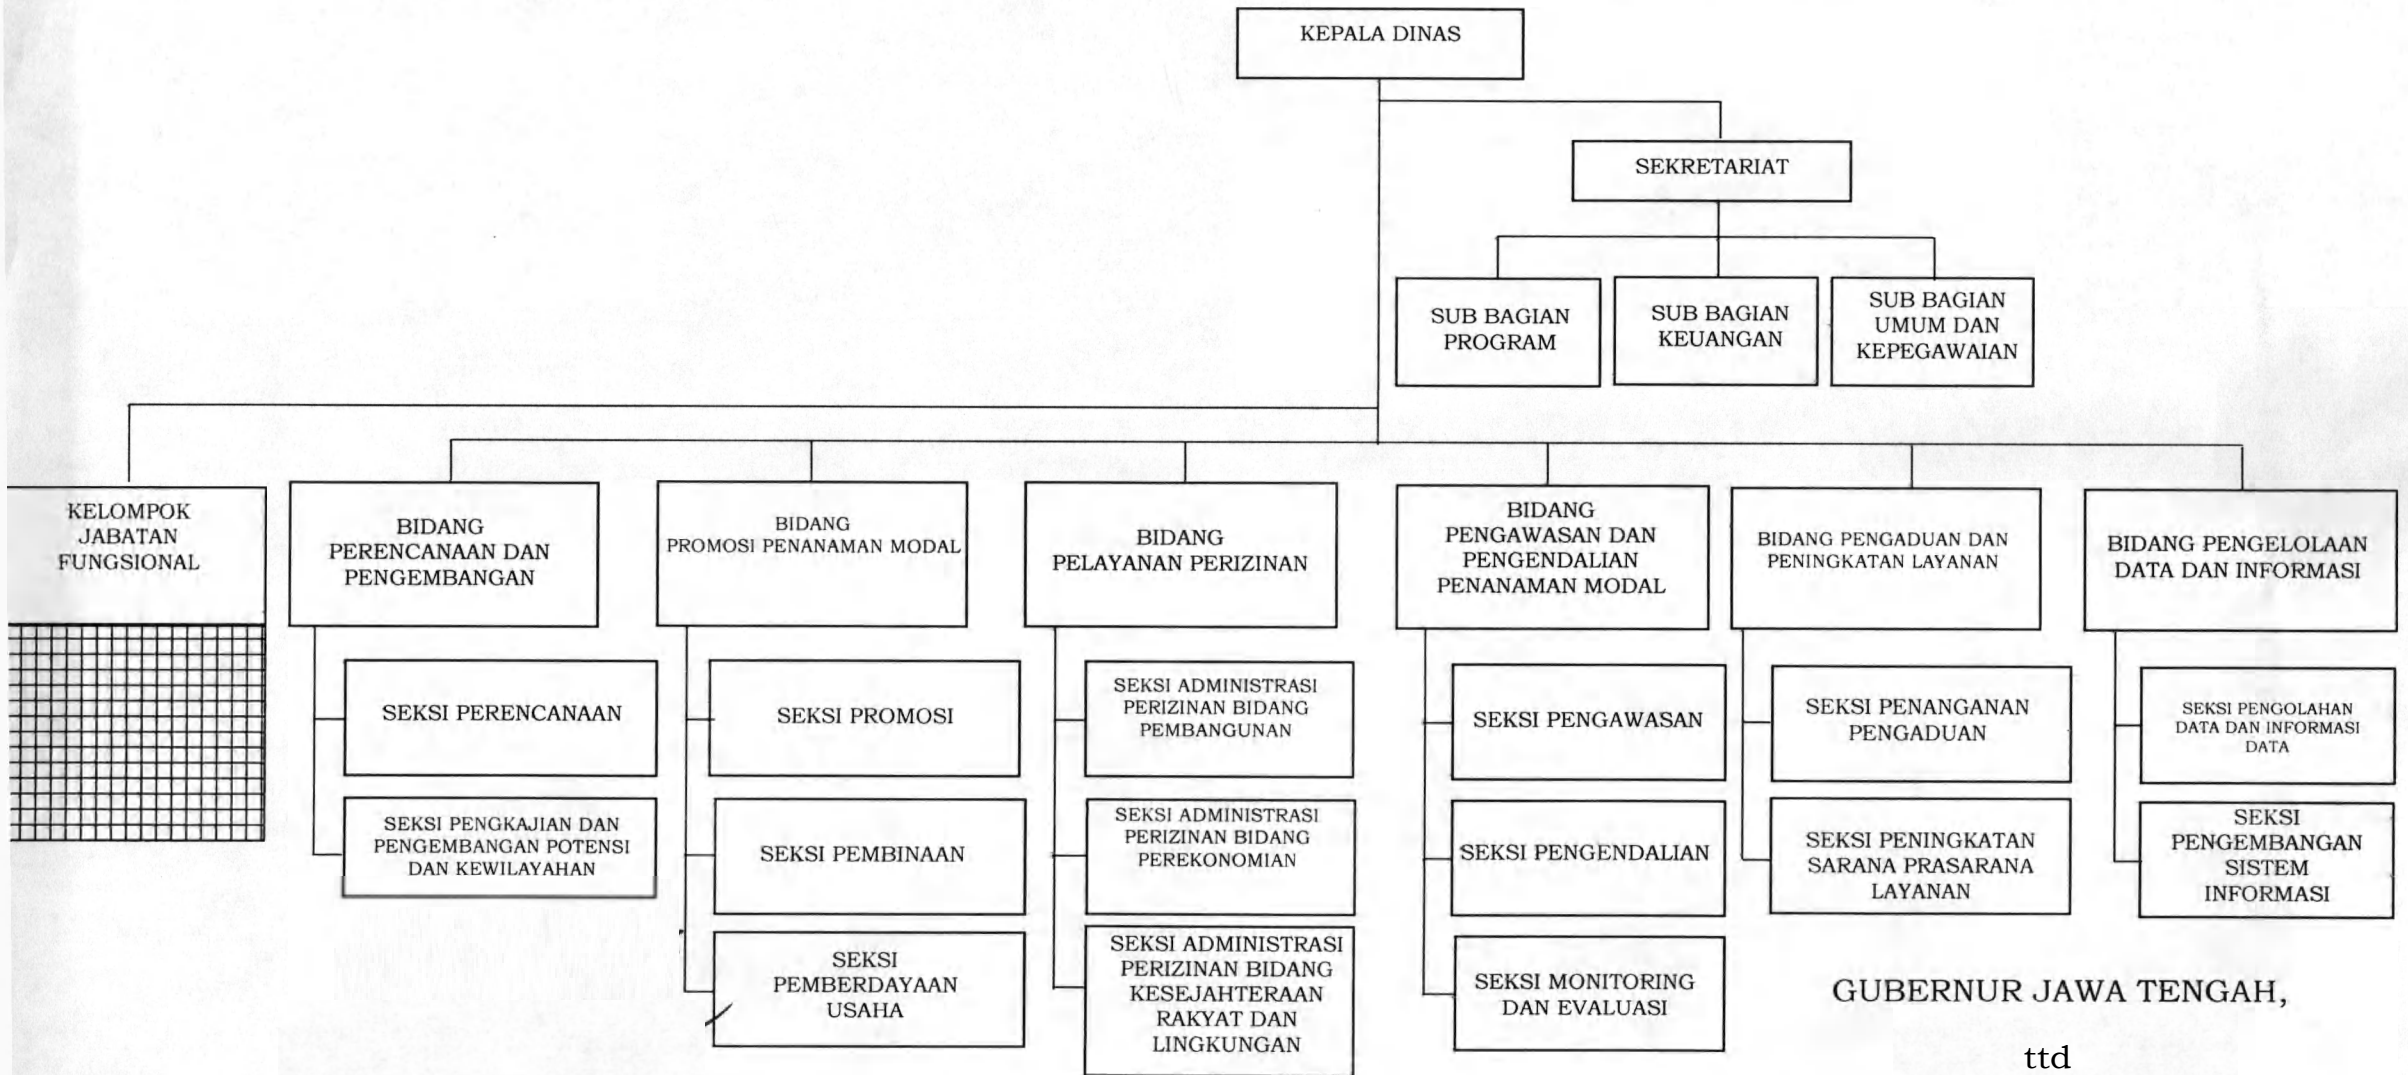 KEPALA DINAS
SEKRETARIAT
SUB BAGIAN
PROGRAM
SUB BAGIAN
KEUANGAN
SUB BAGIAN
UMUM DAN
KEPEGAWAIAN
KELOMPOK
JABATAN
FUNGSIONAL
BIDANG
PERENCANAAN DAN
PENGEMBANGAN
BIDANG
PROMOSI PENANAMAN MODAL
BIDANG
PELAYANAN PERIZINAN
BIDANG
PENGAWASAN DAN
PENGENDALIAN
PENANAMAN MODAL
BIDANG PENGADUAN DAN
PENINGKATAN LAYANAN
BIDANG PENGELOLAAN
DATA DAN INFORMASI
SEKSI PERENCANAAN
SEKSI PENGKAJIAN DAN
PENGEMBANGAN POTENSI
DAN KEWILAYAHAN
SEKSI PROMOSI
SEKSI PEMBINAAN
SEKSI
PEMBERDAYAAN
USAHA
SEKSI ADMINISTRASI
PERIZINAN BIDANG
PEMBANGUNAN
SEKSI ADMINISTRASI
PERIZINAN BIDANG
PEREKONOMIAN
SEKSI ADMINISTRASI
PERIZINAN BIDANG
KESEJAHTERAAN
RAKYAT DAN
LINGKUNGAN
SEKSI PENGAWASAN
SEKSI PENGENDALIAN
SEKSI MONITORING
DAN EVALUASI
SEKSI PENANGANAN
PENGADUAN
SEKSI PENINGKATAN
SARANA PRASARANA
LAYANAN
SEKSI PENGOLAHAN
DATA DAN INFORMASI
DATA
SEKSI
PENGEMBANGAN
SISTEM
INFORMASI
GUBERNUR JAWA TENGAH,
ttd